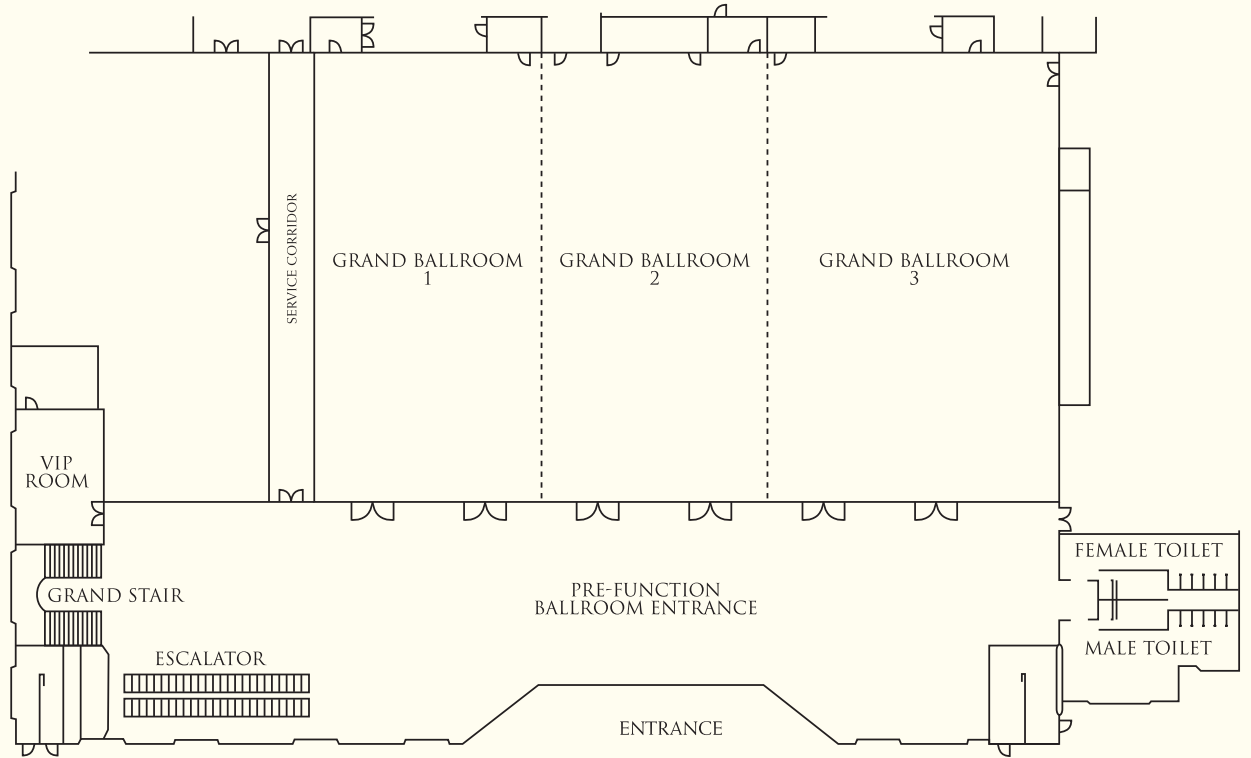 SERVICE CORRIDOR
GRAND BALLROOM
1
GRAND BALLROOM
2
GRAND BALLROOM
3
VIP
ROOM
GRAND STAIR
ESCALATOR
PRE-FUNCTION
BALLROOM ENTRANCE
ENTRANCE
FEMALE TOILET
MALE TOILET